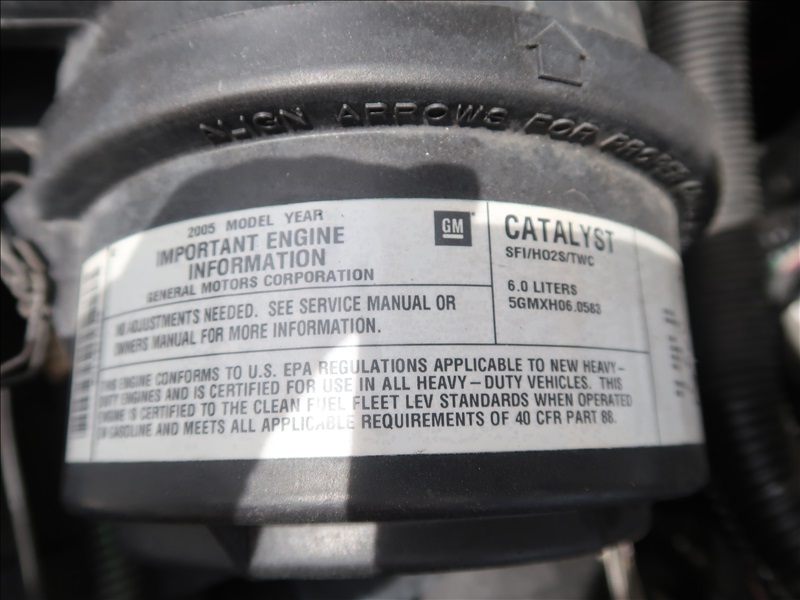 ALIGN ARROWS FOR PROPER
2005 MODEL YEAR
IMPORTANT ENGINE
INFORMATION
GENERAL MOTORS CORPORATION
GM
CATALYST
SFI/HO2S/TWC
6.0 LITERS
5GMXH06.0583
NO ADJUSTMENTS NEEDED. SEE SERVICE MANUAL OR
OWNERS MANUAL FOR MORE INFORMATION.
THIS ENGINE CONFORMS TO U.S. EPA REGULATIONS APPLICABLE TO NEW HEAVY-
DUTY ENGINES AND IS CERTIFIED FOR USE IN ALL HEAVY-DUTY VEHICLES. THIS
ENGINE IS CERTIFIED TO THE CLEAN FUEL FLEET LEV STANDARDS WHEN OPERATED
ON GASOLINE AND MEETS ALL APPLICABLE REQUIREMENTS OF 40 CFR PART 88.